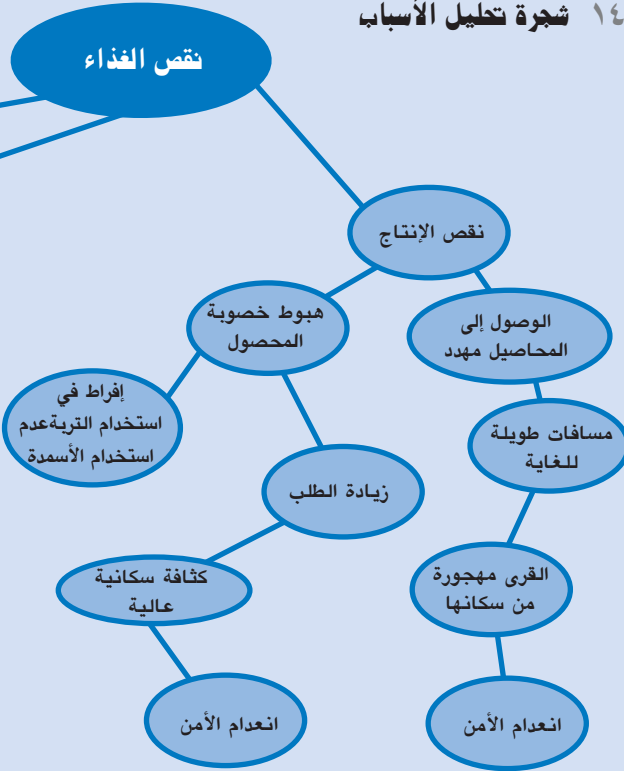 ١٤ شجرة تحليل الأسباب
نقص الغذاء
نقص الإنتاج
الوصول إلى
المحاصيل مهدد
هبوط خصوبة
المحصول
مسافات طويلة
للغاية
إفراط في
استخدام التربةعدم
استخدام الأسمدة
زيادة الطلب
القرى مهجورة
من سكانها
كثافة سكانية
عالية
انعدام الأمن
انعدام الأمن